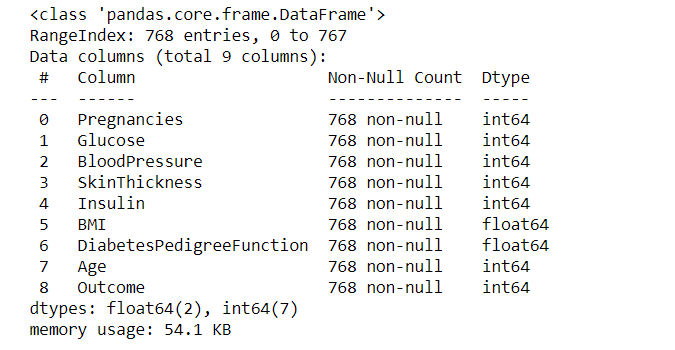 <class 'pandas.core.frame.DataFrame'>
RangeIndex: 768 entries, 0 to 767
Data columns (total 9 columns):
 #   Column                    Non-Null Count  Dtype
---  ------                    --------------  -----
 0   Pregnancies               768 non-null    int64
 1   Glucose                   768 non-null    int64
 2   BloodPressure             768 non-null    int64
 3   SkinThickness             768 non-null    int64
 4   Insulin                   768 non-null    int64
 5   BMI                       768 non-null    float64
 6   DiabetesPedigreeFunction  768 non-null    float64
 7   Age                       768 non-null    int64
 8   Outcome                   768 non-null    int64
dtypes: float64(2), int64(7)
memory usage: 54.1 KB